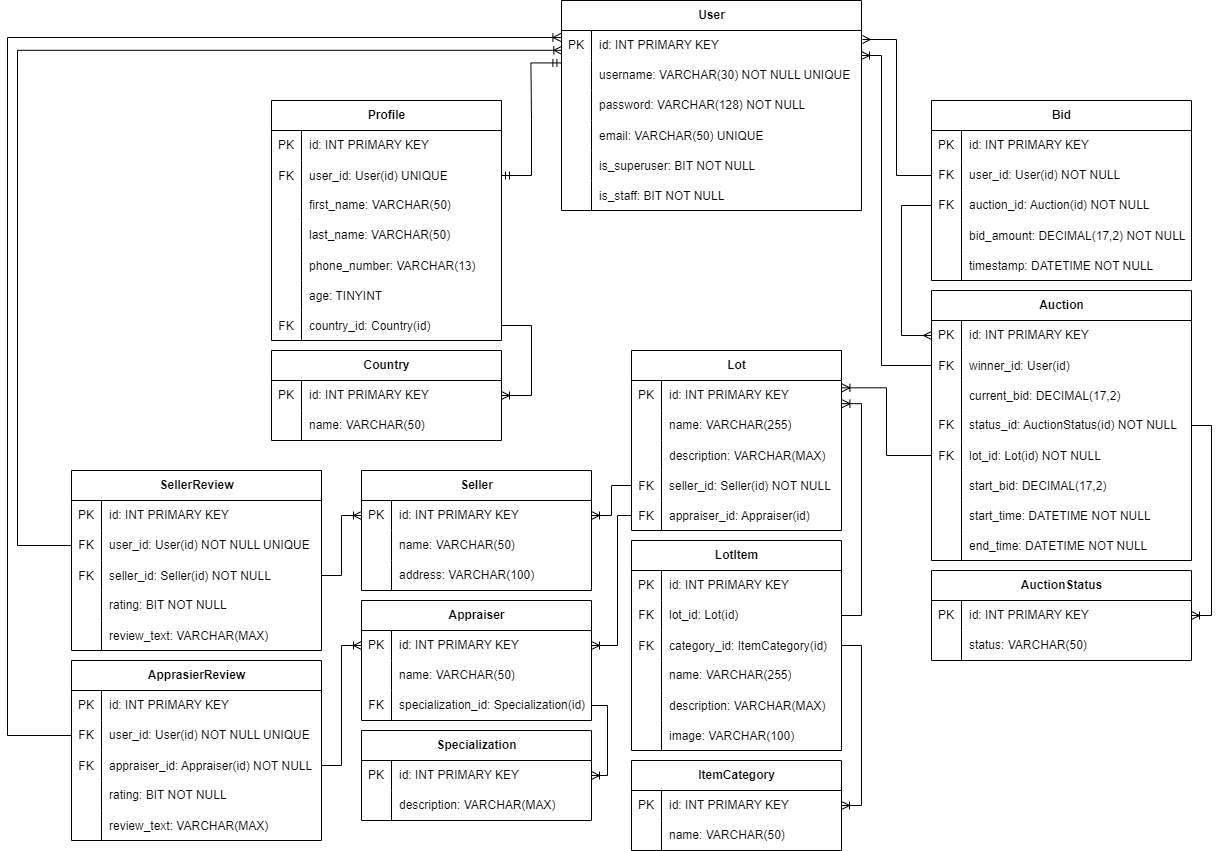 User
PK id: INT PRIMARY KEY
username: VARCHAR(30) NOT NULL UNIQUE
password: VARCHAR(128) NOT NULL
email: VARCHAR(50) UNIQUE
is_superuser: BIT NOT NULL
is_staff: BIT NOT NULL
Profile
PK id: INT PRIMARY KEY
FK user_id: User(id) UNIQUE
first_name: VARCHAR(50)
last_name: VARCHAR(50)
phone_number: VARCHAR(13)
age: TINYINT
FK country_id: Country(id)
Bid
PK id: INT PRIMARY KEY
FK user_id: User(id) NOT NULL
FK auction_id: Auction(id) NOT NULL
bid_amount: DECIMAL(17,2) NOT NULL
timestamp: DATETIME NOT NULL
Auction
PK id: INT PRIMARY KEY
FK winner_id: User(id)
current_bid: DECIMAL(17,2)
FK status_id: AuctionStatus(id) NOT NULL
FK lot_id: Lot(id) NOT NULL
start_bid: DECIMAL(17,2)
start_time: DATETIME NOT NULL
end_time: DATETIME NOT NULL
Country
PK id: INT PRIMARY KEY
name: VARCHAR(50)
Lot
PK id: INT PRIMARY KEY
name: VARCHAR(255)
description: VARCHAR(MAX)
FK seller_id: Seller(id) NOT NULL
FK appraiser_id: Appraiser(id)
SellerReview
PK id: INT PRIMARY KEY
FK user_id: User(id) NOT NULL UNIQUE
FK seller_id: Seller(id) NOT NULL
rating: BIT NOT NULL
review_text: VARCHAR(MAX)
Seller
PK id: INT PRIMARY KEY
name: VARCHAR(50)
address: VARCHAR(100)
LotItem
PK id: INT PRIMARY KEY
FK lot_id: Lot(id)
FK category_id: ItemCategory(id)
name: VARCHAR(255)
description: VARCHAR(MAX)
image: VARCHAR(100)
AuctionStatus
PK id: INT PRIMARY KEY
status: VARCHAR(50)
Appraiser
PK id: INT PRIMARY KEY
name: VARCHAR(50)
FK specialization_id: Specialization(id)
ApprasierReview
PK id: INT PRIMARY KEY
FK user_id: User(id) NOT NULL UNIQUE
FK appraiser_id: Appraiser(id) NOT NULL
rating: BIT NOT NULL
review_text: VARCHAR(MAX)
Specialization
PK id: INT PRIMARY KEY
description: VARCHAR(MAX)
ItemCategory
PK id: INT PRIMARY KEY
name: VARCHAR(50)